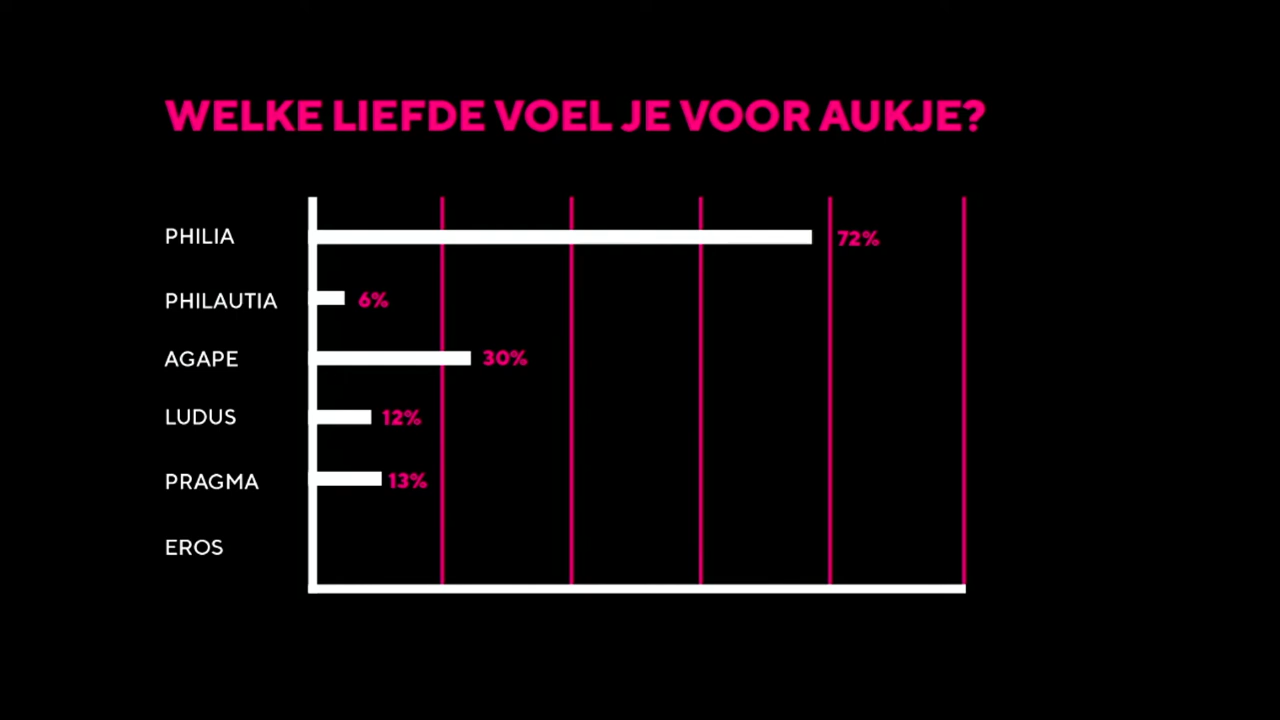 WELKE LIEFDE VOEL JE VOOR AUKJE?
PHILIA 72%
PHILAUTIA 6%
AGAPE 30%
LUDUS 12%
PRAGMA 13%
EROS